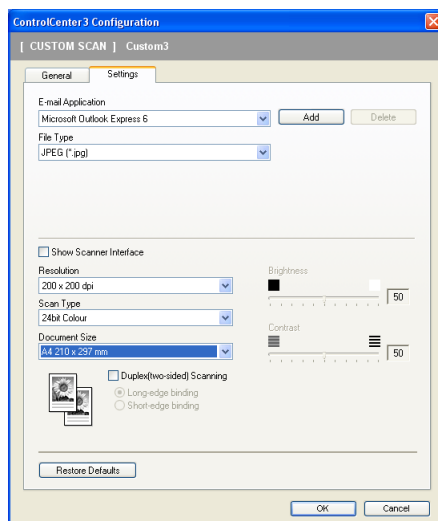 ControlCenter3 Configuration
[ CUSTOM SCAN ] Custom3
General Settings
E-mail Application
Microsoft Outlook Express 6 Add Delete
File Type
JPEG (*.jpg)
Show Scanner Interface
Resolution Brightness
200 x 200 dpi 50
Scan Type
24bit Colour
Contrast
Document Size
A4 210 x 297 mm 50
Duplex(two-sided) Scanning
Long-edge binding
Short-edge binding
Restore Defaults
OK Cancel